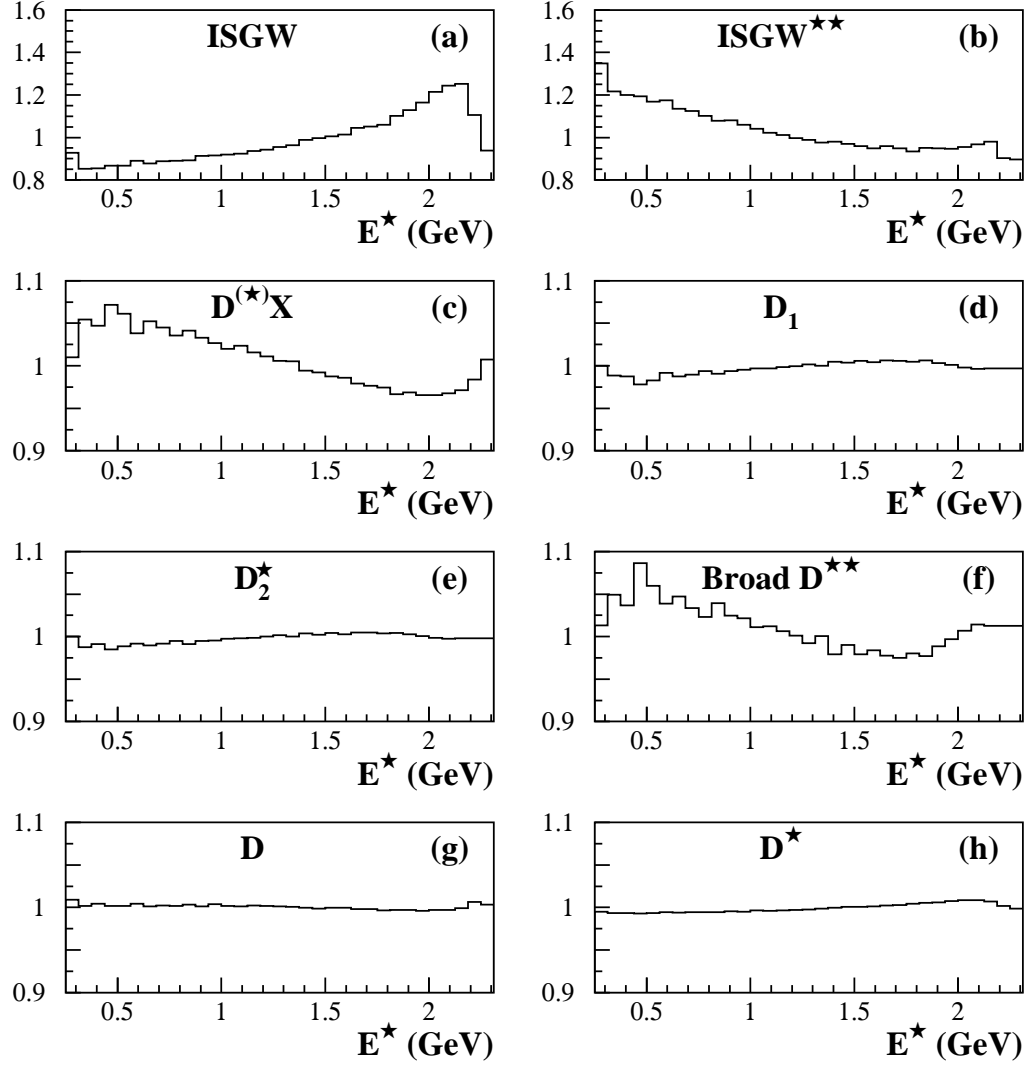 ISGW (a)
1.6
1.4
1.2
1
0.8
0.5 1 1.5 2
E★ (GeV)
ISGW★★ (b)
1.6
1.4
1.2
1
0.8
0.5 1 1.5 2
E★ (GeV)
D(★)X (c)
1.1
1
0.9
0.5 1 1.5 2
E★ (GeV)
D1 (d)
1.1
1
0.9
0.5 1 1.5 2
E★ (GeV)
D2★ (e)
1.1
1
0.9
0.5 1 1.5 2
E★ (GeV)
Broad D★★ (f)
1.1
1
0.9
0.5 1 1.5 2
E★ (GeV)
D (g)
1.1
1
0.9
0.5 1 1.5 2
E★ (GeV)
D★ (h)
1.1
1
0.9
0.5 1 1.5 2
E★ (GeV)